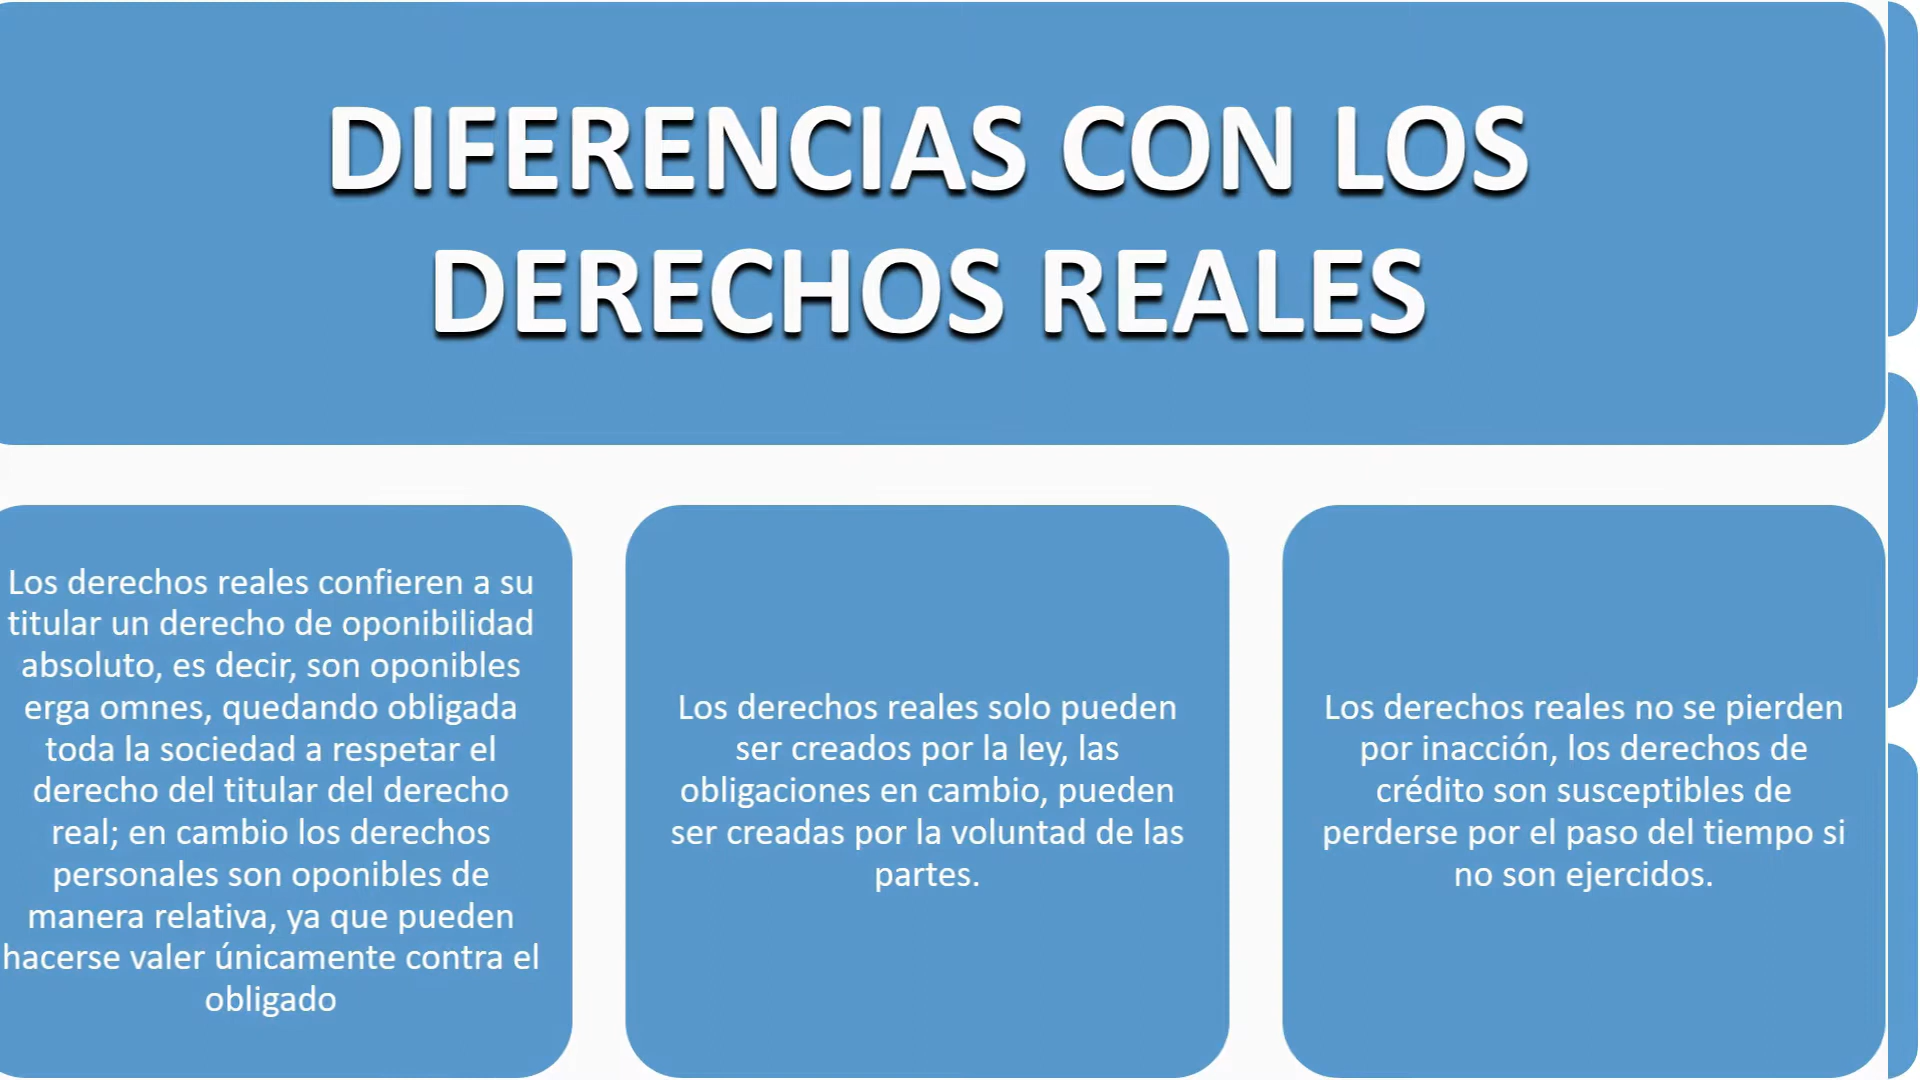 DIFERENCIAS CON LOS
DERECHOS REALES
Los derechos reales confieren a su
titular un derecho de oponibilidad
absoluto, es decir, son oponibles
erga omnes, quedando obligada
toda la sociedad a respetar el
derecho del titular del derecho
real; en cambio los derechos
personales son oponibles de
manera relativa, ya que pueden
hacerse valer únicamente contra el
obligado
Los derechos reales solo pueden
ser creados por la ley, las
obligaciones en cambio, pueden
ser creadas por la voluntad de las
partes.
Los derechos reales no se pierden
por inacción, los derechos de
crédito son susceptibles de
perderse por el paso del tiempo si
no son ejercidos.